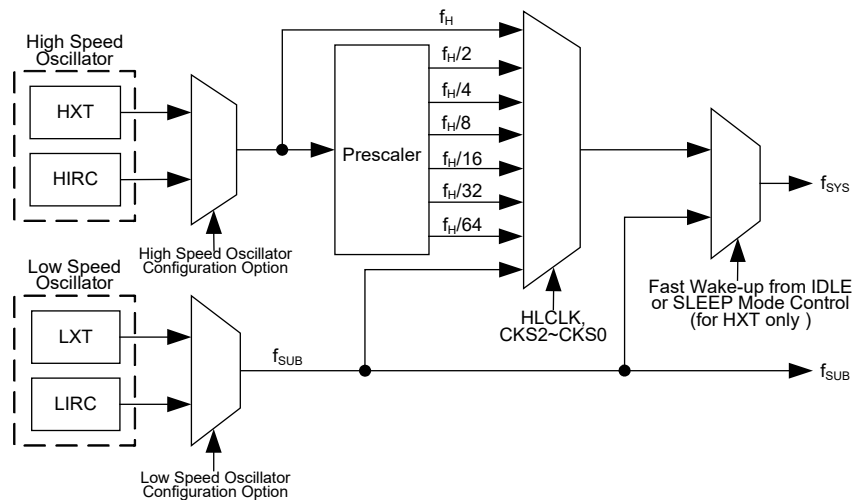 High Speed
Oscillator
HXT
HIRC
High Speed Oscillator
Configuration Option
Low Speed
Oscillator
LXT
LIRC
Low Speed Oscillator
Configuration Option
fH
Prescaler
fH/2
fH/4
fH/8
fH/16
fH/32
fH/64
HLCLK,
CKS2~CKS0
fSUB
Fast Wake-up from IDLE
or SLEEP Mode Control
(for HXT only )
fSYS
fSUB